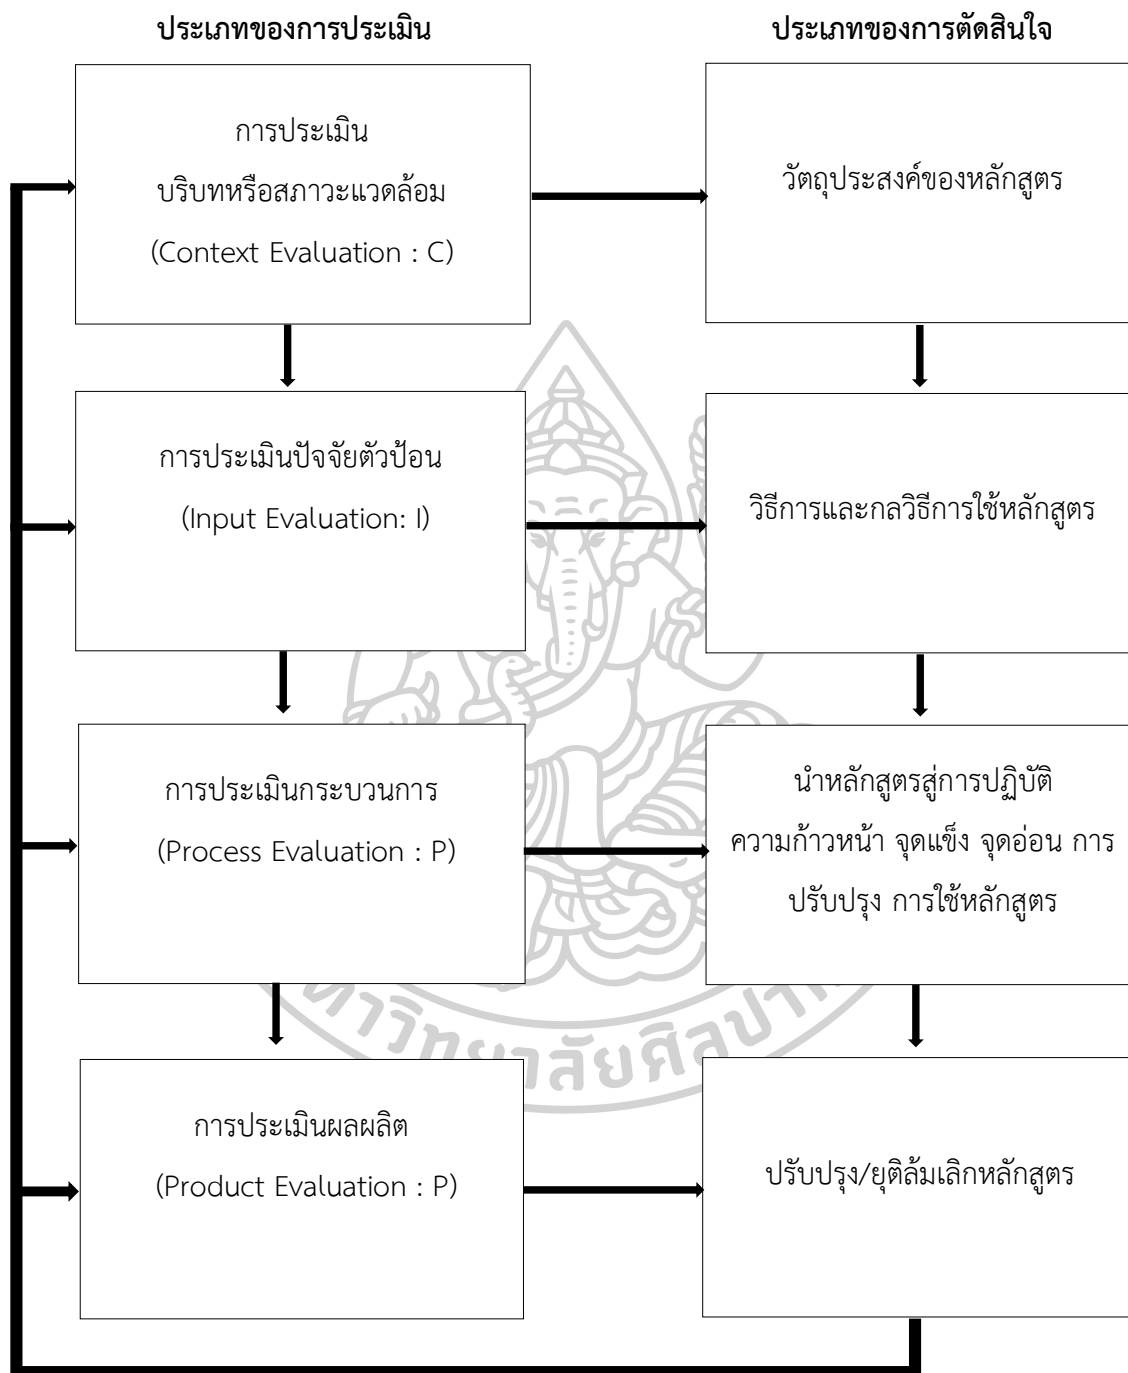 ประเภทของการประเมิน
ประเภทของการตัดสินใจ
การประเมิน
บริบทหรือสภาวะแวดล้อม
(Context Evaluation : C)
วัตถุประสงค์ของหลักสูตร
การประเมินปัจจัยตัวป้อน
(Input Evaluation: I)
วิธีการและกลวิธีการใช้หลักสูตร
การประเมินกระบวนการ
(Process Evaluation : P)
นำหลักสูตรสู่การปฏิบัติ
ความก้าวหน้า จุดแข็ง จุดอ่อน การ
ปรับปรุง การใช้หลักสูตร
การประเมินผลผลิต
(Product Evaluation : P)
ปรับปรุง/ยุติล้มเลิกหลักสูตร